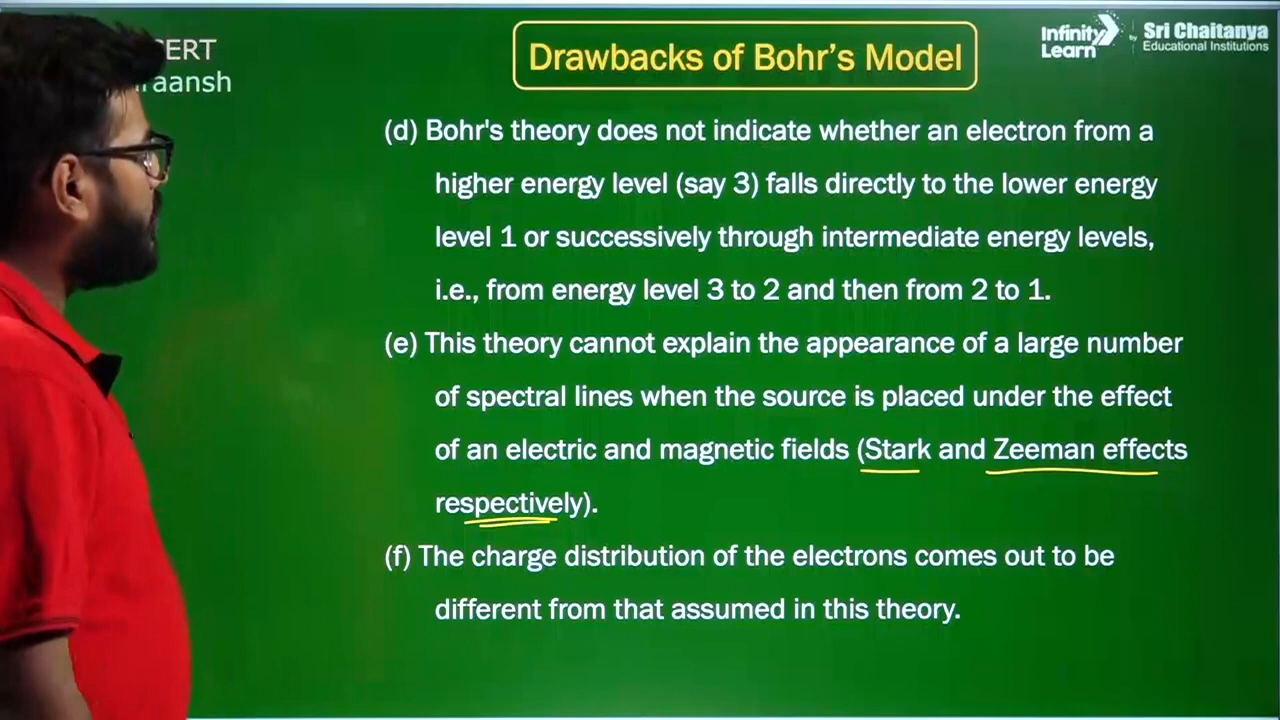 Drawbacks of Bohr's Model
Infinity Learn by Sri Chaitanya Educational Institutions
(d) Bohr's theory does not indicate whether an electron from a
higher energy level (say 3) falls directly to the lower energy
level 1 or successively through intermediate energy levels,
i.e., from energy level 3 to 2 and then from 2 to 1.
(e) This theory cannot explain the appearance of a large number
of spectral lines when the source is placed under the effect
of an electric and magnetic fields (Stark and Zeeman effects
respectively).
(f) The charge distribution of the electrons comes out to be
different from that assumed in this theory.